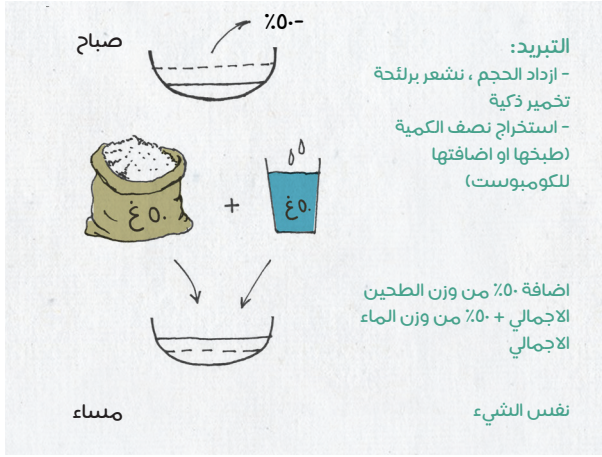 صباح
-٥٠٪
التبريد:
- ازداد الحجم ، نشعر برلئحة
تخمير ذكية
- استخراج نصف الكمية
(طبخها او اضافتها
للكومبوست)
٥٠ غ
+
٥٠ غ
اضافة ٥٠٪ من وزن الطحين
الاجمالي + ٥٠٪ من وزن الماء
الاجمالي
مساء
نفس الشيء